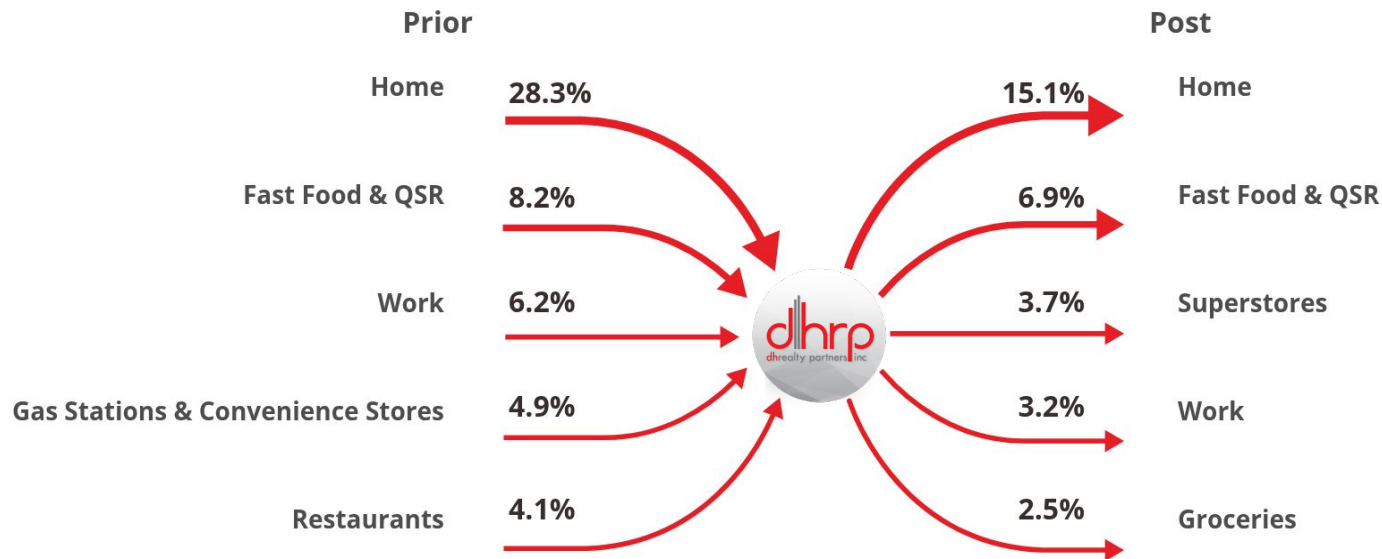 Prior
Post
Home
28.3%
15.1%
Home
Fast Food & QSR
8.2%
6.9%
Fast Food & QSR
Work
6.2%
3.7%
Superstores
dhrp
dhrealty partners, inc
Gas Stations & Convenience Stores
4.9%
3.2%
Work
Restaurants
4.1%
2.5%
Groceries